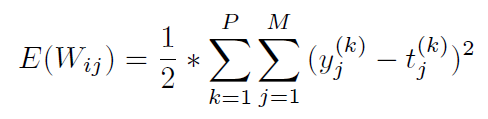 E(W_{ij}) = \frac{1}{2} * \sum_{k=1}^{P} \sum_{j=1}^{M} (y_j^{(k)} - t_j^{(k)})^2